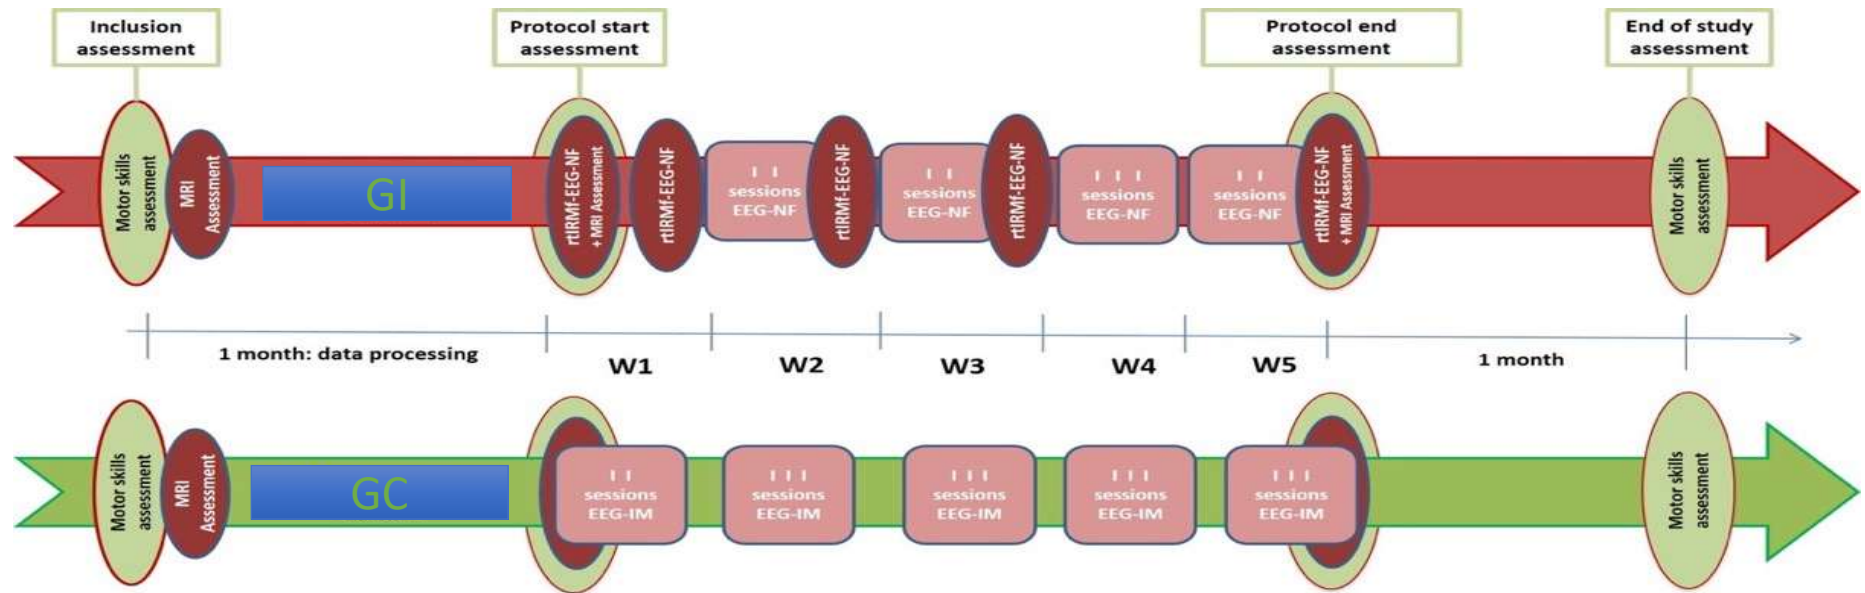 Inclusion
assessment
Protocol start
assessment
Protocol end
assessment
End of study
assessment
Motor skills
assessment
MRI
Assessment
GI
rtIRMf-EEG-NF
+ MRI Assessment
rtIRMf-EEG-NF
I I
sessions
EEG-NF
rtIRMf-EEG-NF
I I
sessions
EEG-NF
rtIRMf-EEG-NF
I I I
sessions
EEG-NF
I I
sessions
EEG-NF
rtIRMf-EEG-NF
+ MRI Assessment
Motor skills
assessment
1 month: data processing
W1
W2
W3
W4
W5
1 month
Motor skills
assessment
MRI
Assessment
GC
I I
sessions
EEG-IM
I I I
sessions
EEG-IM
I I I
sessions
EEG-IM
I I I
sessions
EEG-IM
I I I
sessions
EEG-IM
Motor skills
assessment